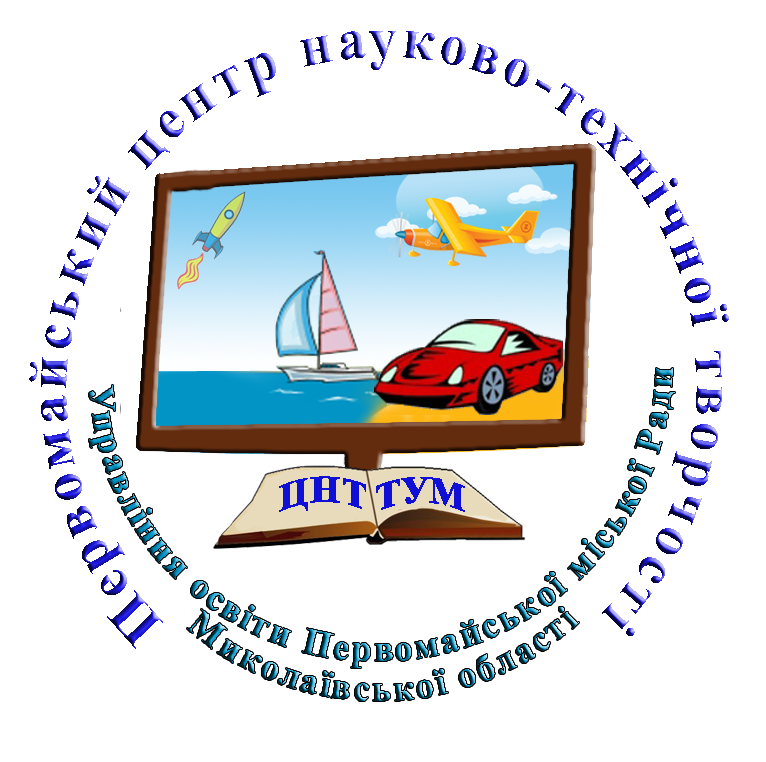 Первомайський центр науково-технічної творчості
ЦНТТУМ
Управління освіти Первомайської міської Ради
Миколаївської області